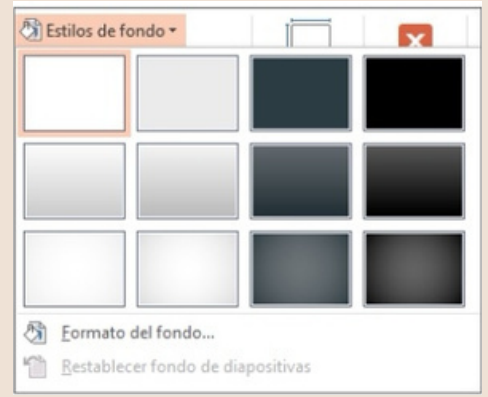 Estilos de fondo
Formato del fondo...
Restablecer fondo de diapositivas